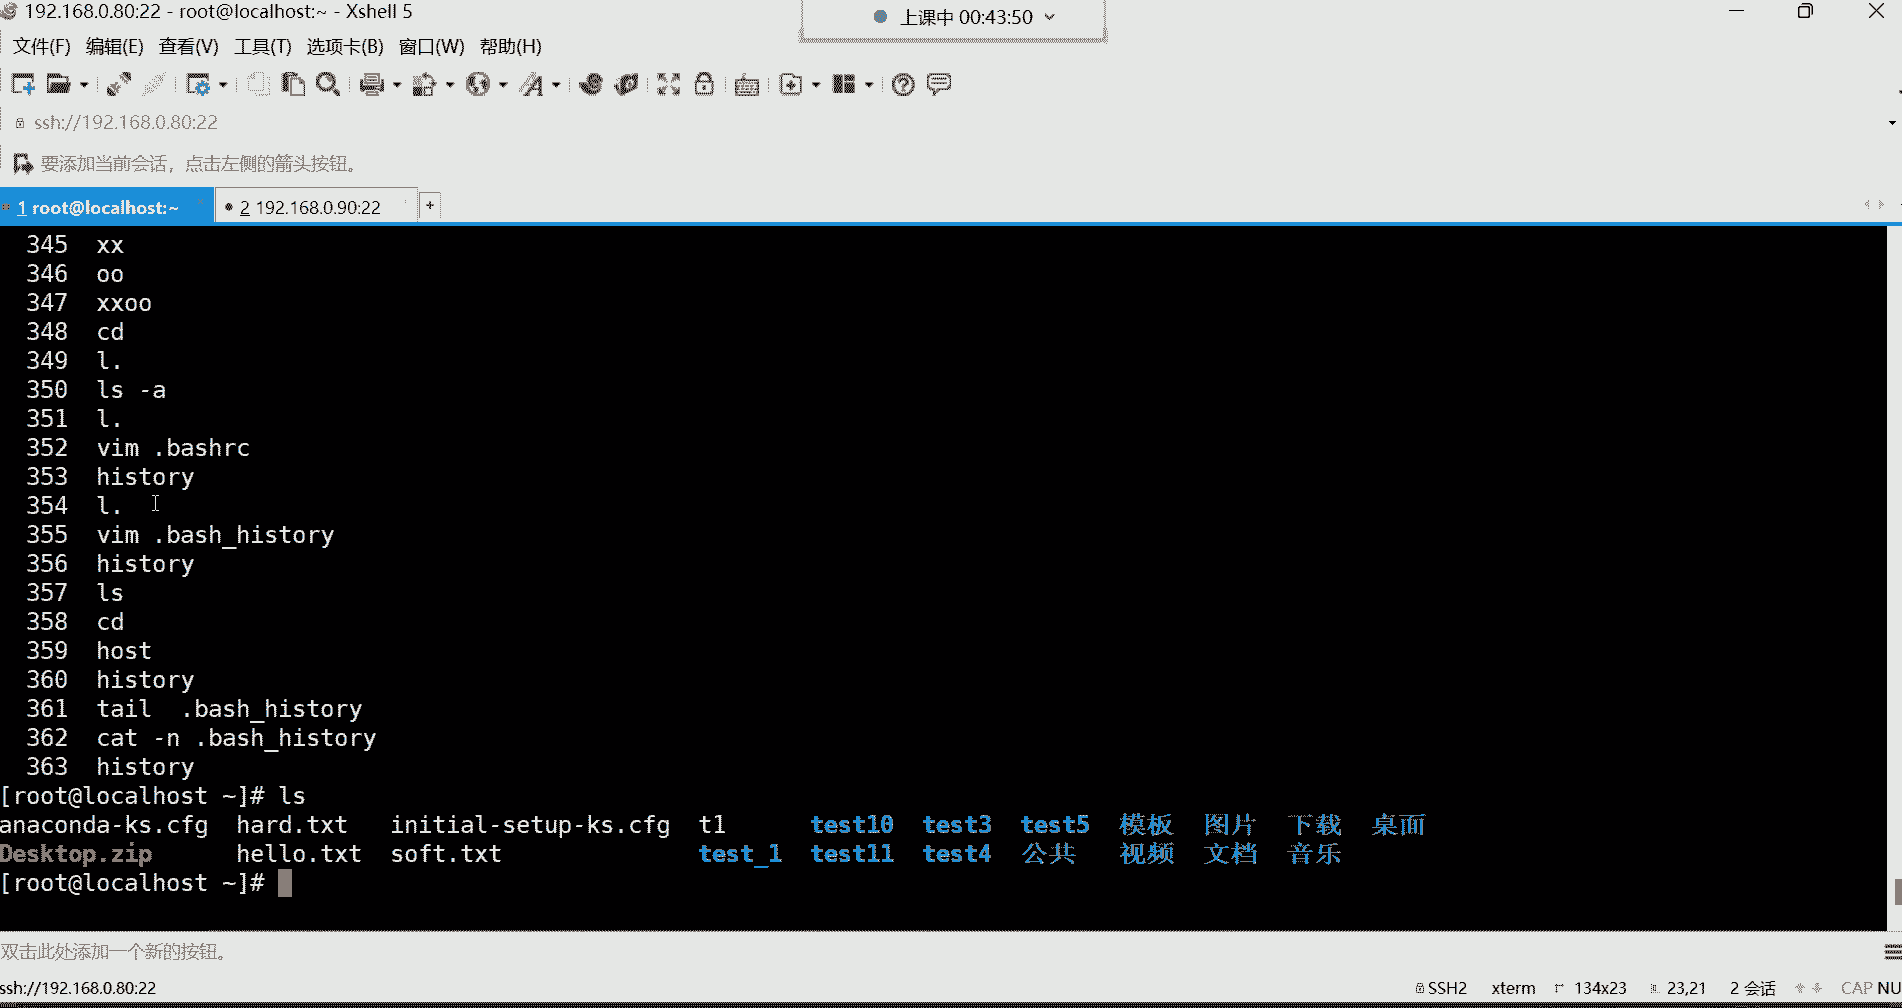 192.168.0.80:22 - root@localhost:~ - Xshell 5
上课中 00:43:50
文件(F) 编辑(E) 查看(V) 工具(T) 选项卡(B) 窗口(W) 帮助(H)
ssh://192.168.0.80:22
要添加当前会话，点击左侧的箭头按钮。
1 root@localhost:~ 2 192.168.0.90:22 +
345 xx
346 oo
347 xxoo
348 cd
349 l.
350 ls -a
351 l.
352 vim .bashrc
353 history
354 l.
355 vim .bash_history
356 history
357 ls
358 cd
359 host
360 history
361 tail  .bash_history
362 cat -n .bash_history
363 history
[root@localhost ~]# ls
anaconda-ks.cfg hard.txt initial-setup-ks.cfg t1 test10 test3 test5 模板 图片 下载 桌面
Desktop.zip hello.txt soft.txt test_1 test11 test4 公共 视频 文档 音乐
[root@localhost ~]#
双击此处添加一个新的按钮。
ssh://192.168.0.80:22 SSH2 xterm 134x23 23,21 2 会话 CAP NU